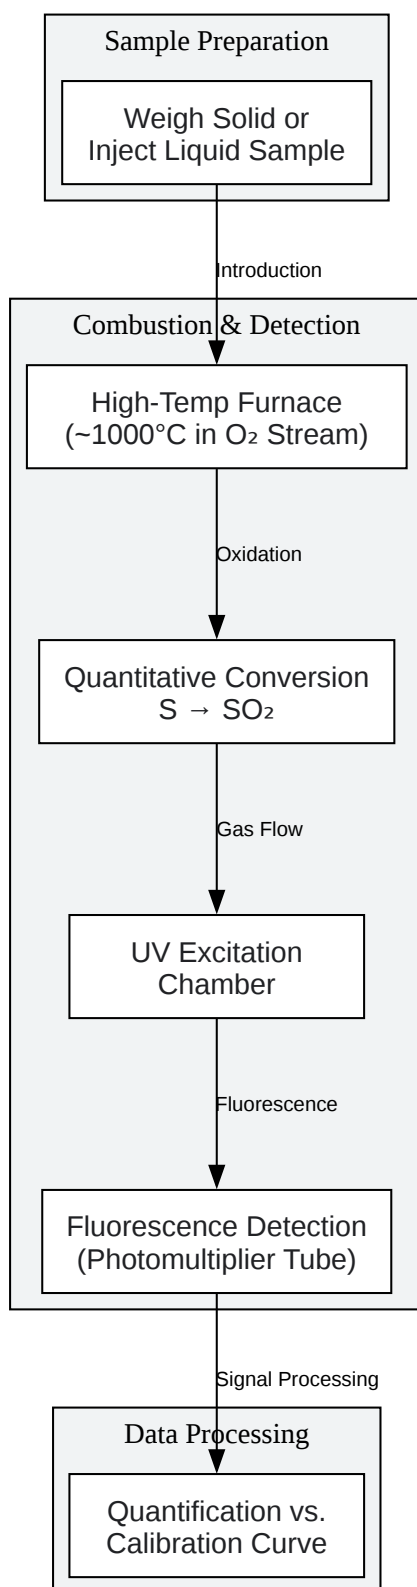 Sample Preparation
Weigh Solid or
Inject Liquid Sample
Introduction
Combustion & Detection
High-Temp Furnace
(~1000°C in O₂ Stream)
Oxidation
Quantitative Conversion
S → SO₂
Gas Flow
UV Excitation
Chamber
Fluorescence
Fluorescence Detection
(Photomultiplier Tube)
Signal Processing
Data Processing
Quantification vs.
Calibration Curve